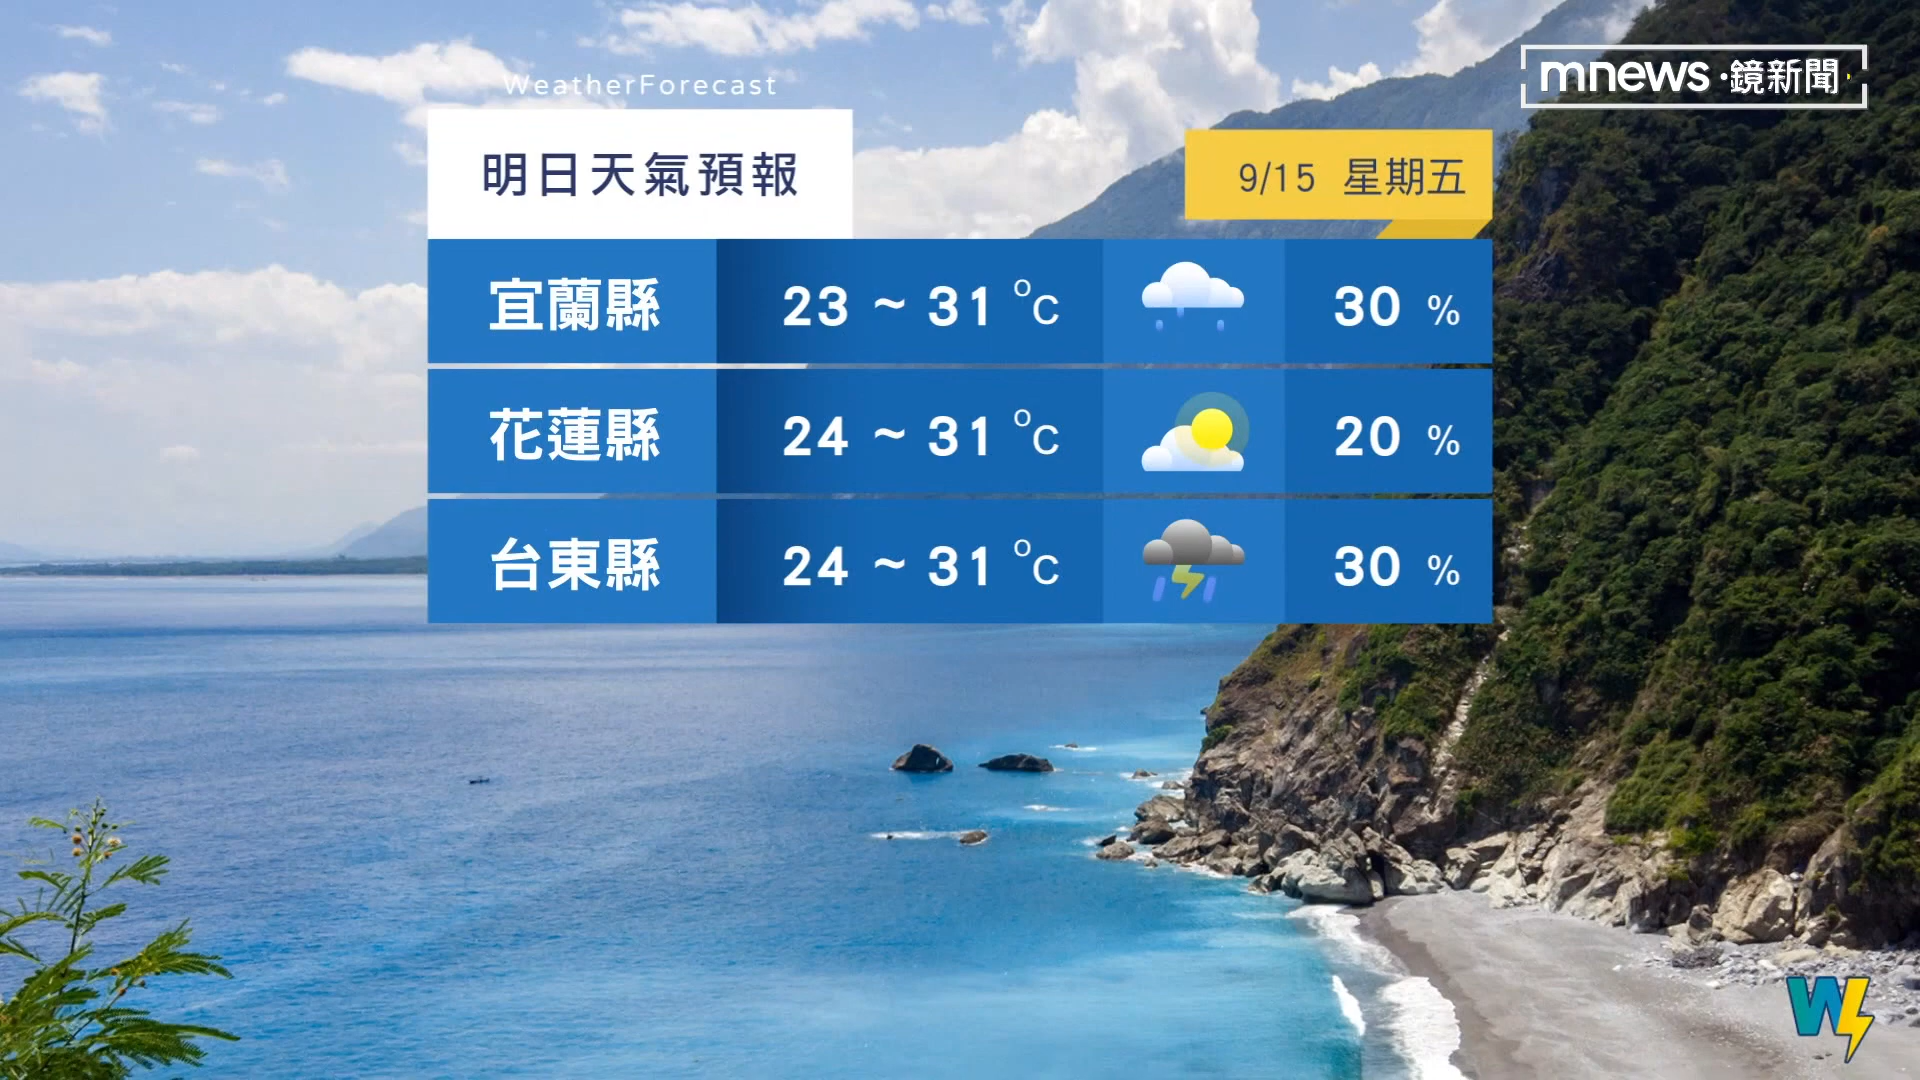 WeatherForecast
mnews·鏡新聞
明日天氣預報
9/15 星期五
宜蘭縣 23 ~ 31 °C 30 %
花蓮縣 24 ~ 31 °C 20 %
台東縣 24 ~ 31 °C 30 %
W